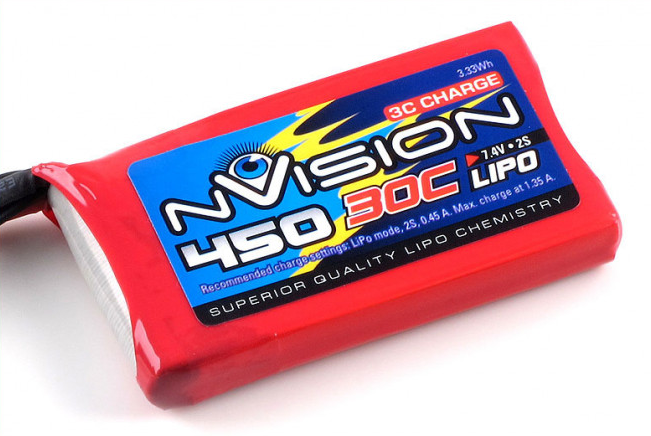 3.33Wh
3C CHARGE
NVISION
7.4V • 2S
450 30C LIPO
Recommended charge settings: LiPo mode, 2S, 0.45 A. Max. charge at 1.35 A.
SUPERIOR QUALITY LIPO CHEMISTRY